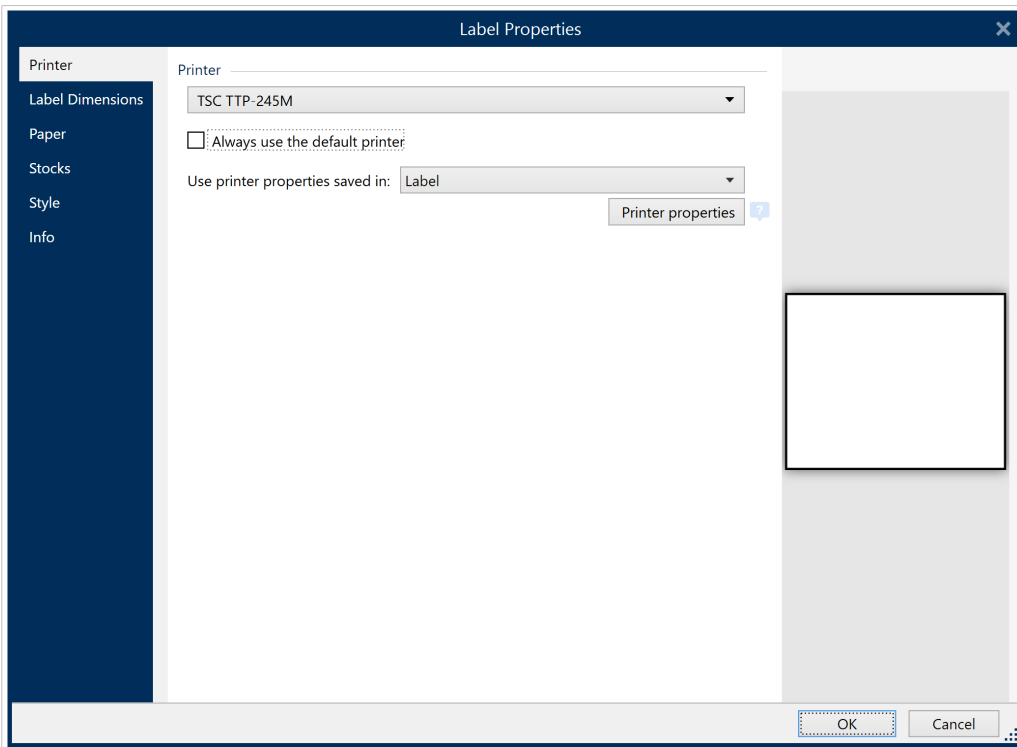 Label Properties
Printer
Label Dimensions
Paper
Stocks
Style
Info
Printer
TSC TTP-245M
Always use the default printer
Use printer properties saved in: Label
Printer properties ?
OK Cancel